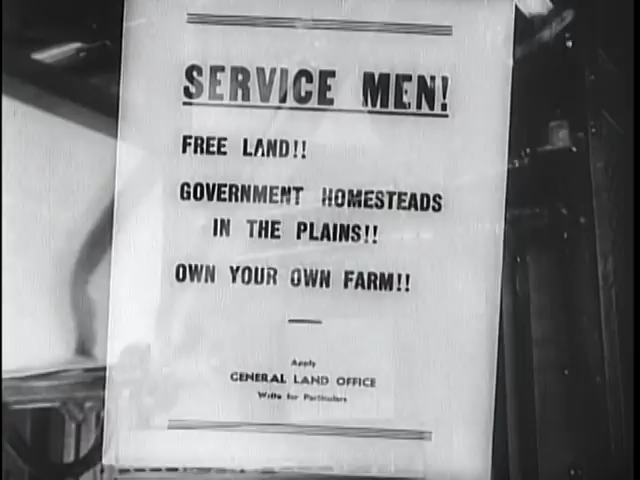 SERVICE MEN!
FREE LAND!!
GOVERNMENT HOMESTEADS
IN THE PLAINS!!
OWN YOUR OWN FARM!!
Apply
GENERAL LAND OFFICE
Write for Particulars